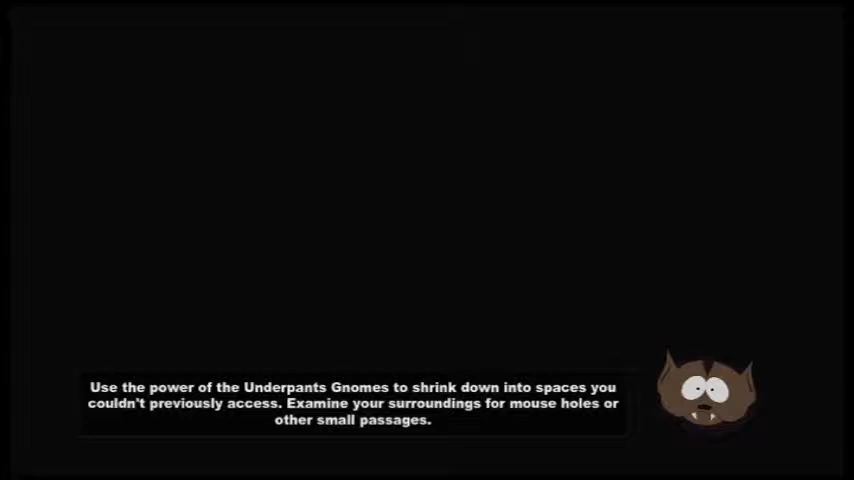 Use the power of the Underpants Gnomes to shrink down into spaces you
couldn't previously access. Examine your surroundings for mouse holes or
other small passages.